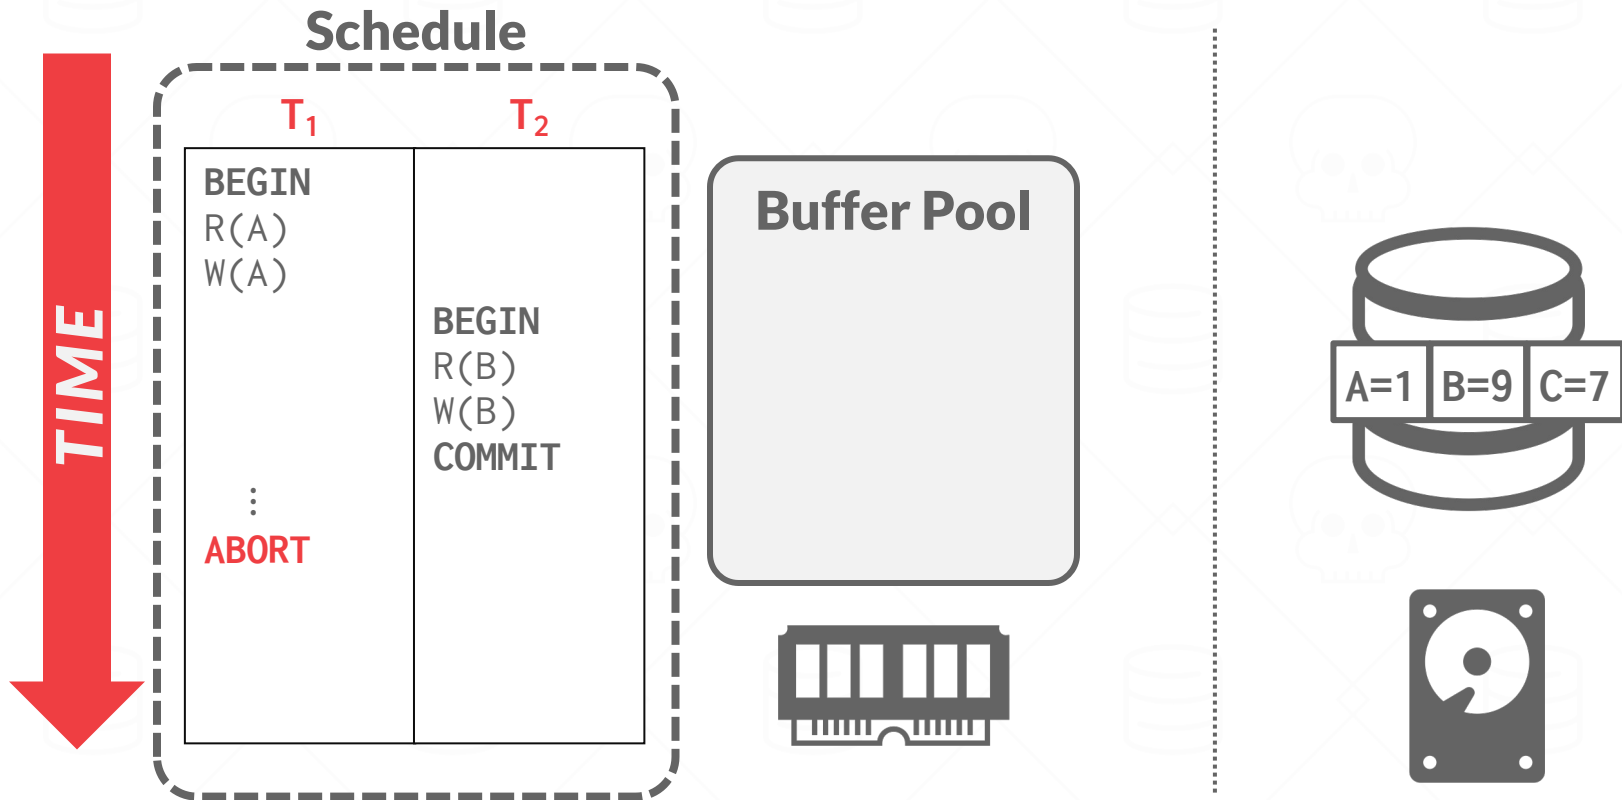 Schedule
TIME
T₁
T₂
BEGIN
R(A)
W(A)
BEGIN
R(B)
W(B)
COMMIT
⋮
ABORT
Buffer Pool
A=1
B=9
C=7